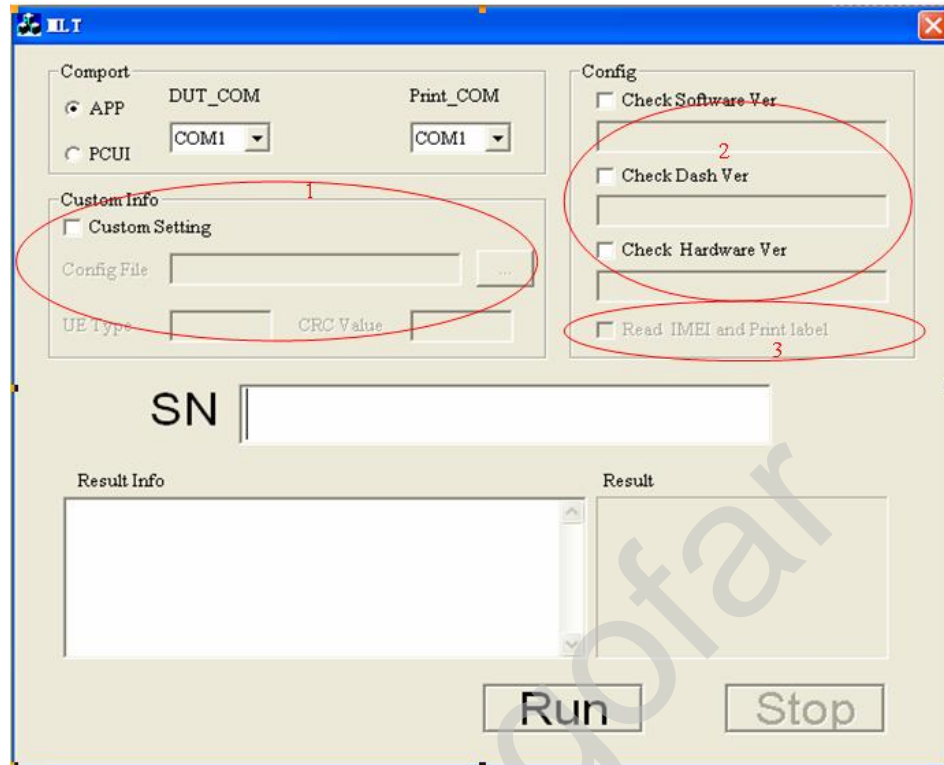 MLT
Comport
APP
DUT_COM
Print_COM
COM1
COM1
PCUI
Custom Info
1
Custom Setting
Config File
...
UE Type
CRC Value
Config
Check Software Ver
2
Check Dash Ver
Check Hardware Ver
Read IMEI and Print label
3
SN
Result Info
Result
Run
Stop